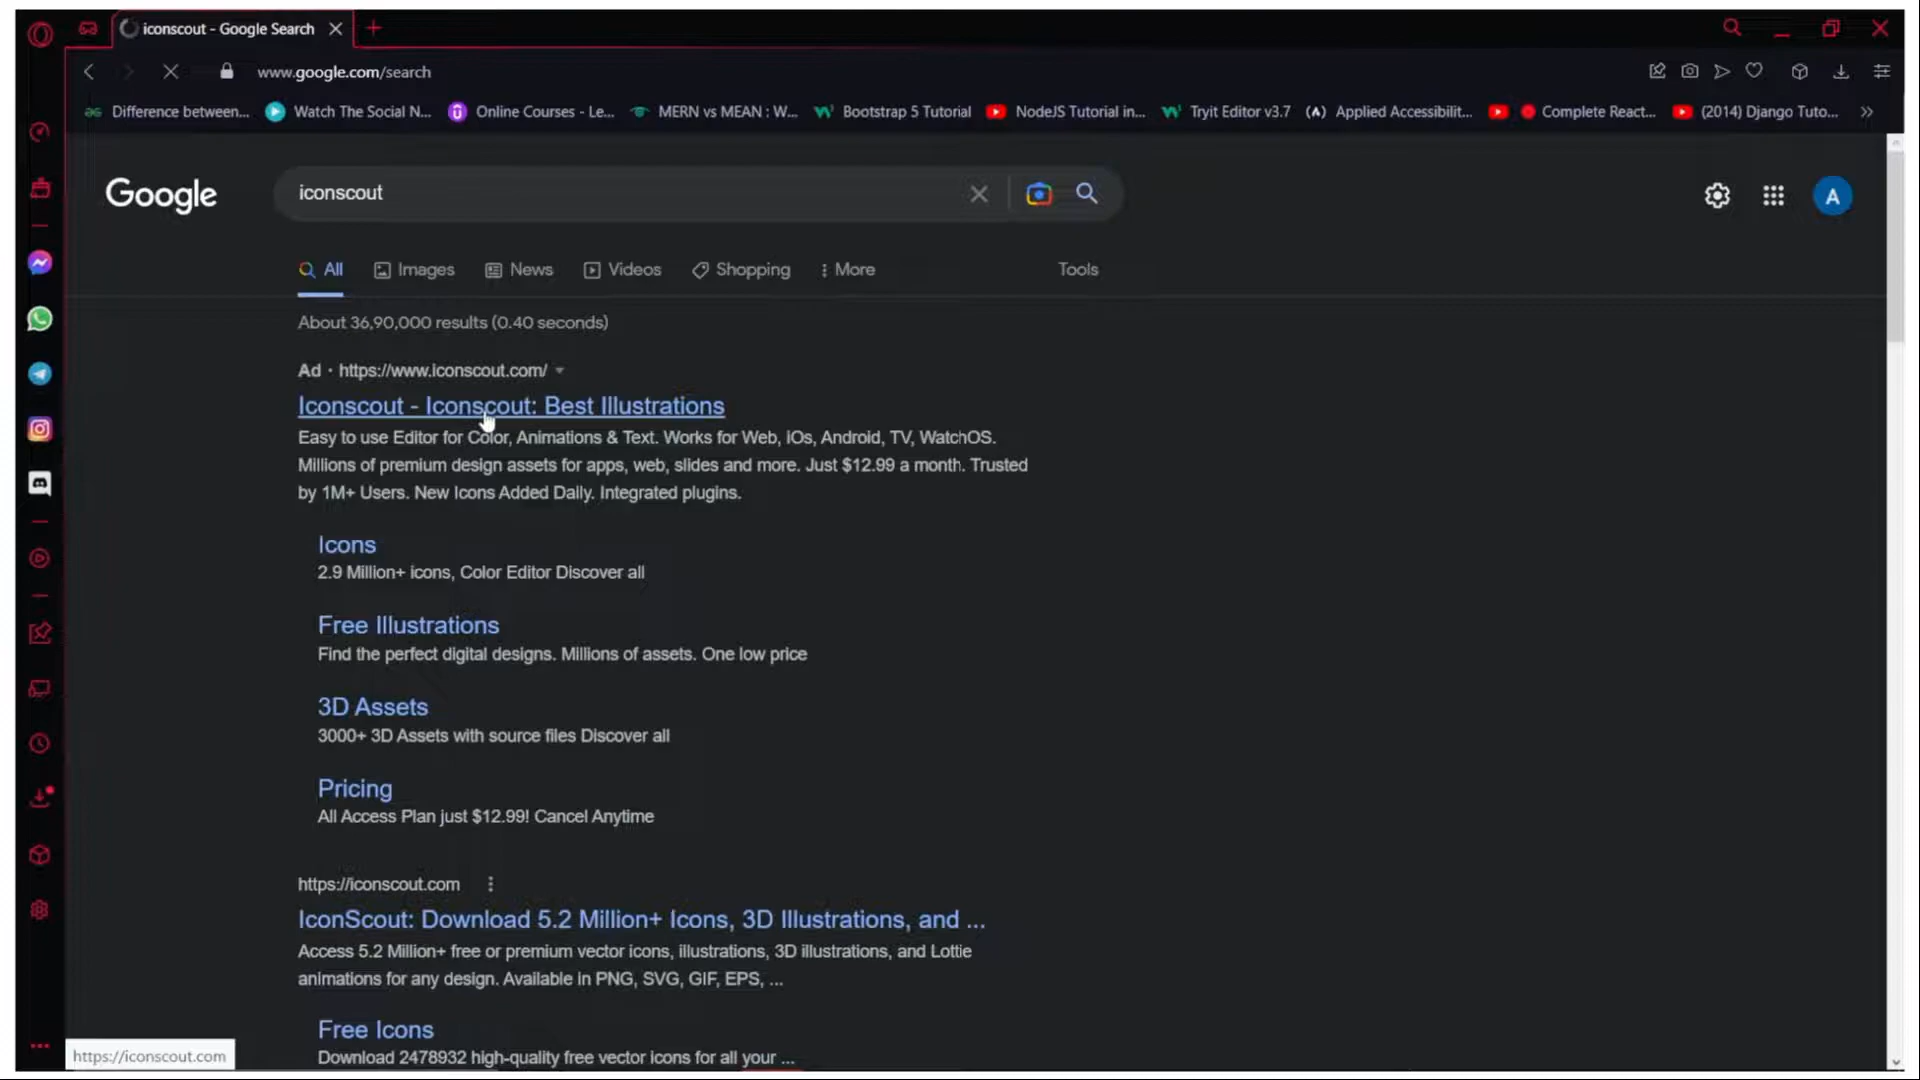 iconscout - Google Search
www.google.com/search
Difference between... Watch The Social N... Online Courses - Le... MERN vs MEAN : W... Bootstrap 5 Tutorial NodeJS Tutorial in... Tryit Editor v3.7 Applied Accessibilit... Complete React... (2014) Django Tuto...
Google
iconscout
A
All Images News Videos Shopping More Tools
About 36,90,000 results (0.40 seconds)
Ad · https://www.iconscout.com/
Iconscout - Iconscout: Best Illustrations
Easy to use Editor for Color, Animations & Text. Works for Web, iOs, Android, TV, WatchOS.
Millions of premium design assets for apps, web, slides and more. Just $12.99 a month. Trusted
by 1M+ Users. New Icons Added Daily. Integrated plugins.
Icons
2.9 Million+ icons, Color Editor Discover all
Free Illustrations
Find the perfect digital designs. Millions of assets. One low price
3D Assets
3000+ 3D Assets with source files Discover all
Pricing
All Access Plan just $12.99! Cancel Anytime
https://iconscout.com
IconScout: Download 5.2 Million+ Icons, 3D Illustrations, and ...
Access 5.2 Million+ free or premium vector icons, illustrations, 3D illustrations, and Lottie
animations for any design. Available in PNG, SVG, GIF, EPS, ...
Free Icons
Download 2478932 high-quality free vector icons for all your ...
https://iconscout.com